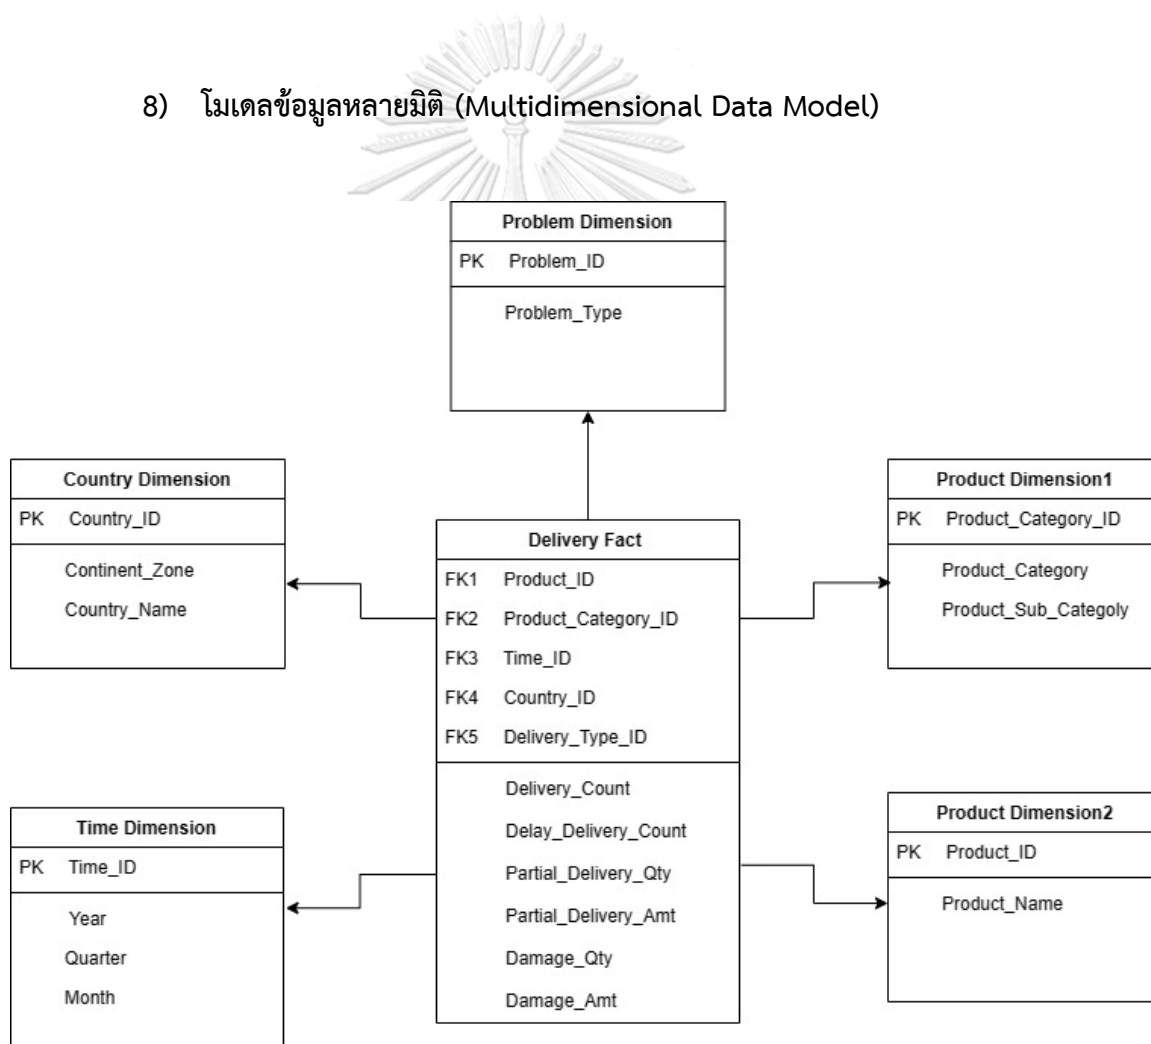 8) โมเดลข้อมูลหลายมิติ (Multidimensional Data Model)
Problem Dimension
PK Problem_ID
Problem_Type
Country Dimension
PK Country_ID
Continent_Zone
Country_Name
Delivery Fact
FK1 Product_ID
FK2 Product_Category_ID
FK3 Time_ID
FK4 Country_ID
FK5 Delivery_Type_ID
Delivery_Count
Delay_Delivery_Count
Partial_Delivery_Qty
Partial_Delivery_Amt
Damage_Qty
Damage_Amt
Product Dimension1
PK Product_Category_ID
Product_Category
Product_Sub_Categoly
Time Dimension
PK Time_ID
Year
Quarter
Month
Product Dimension2
PK Product_ID
Product_Name